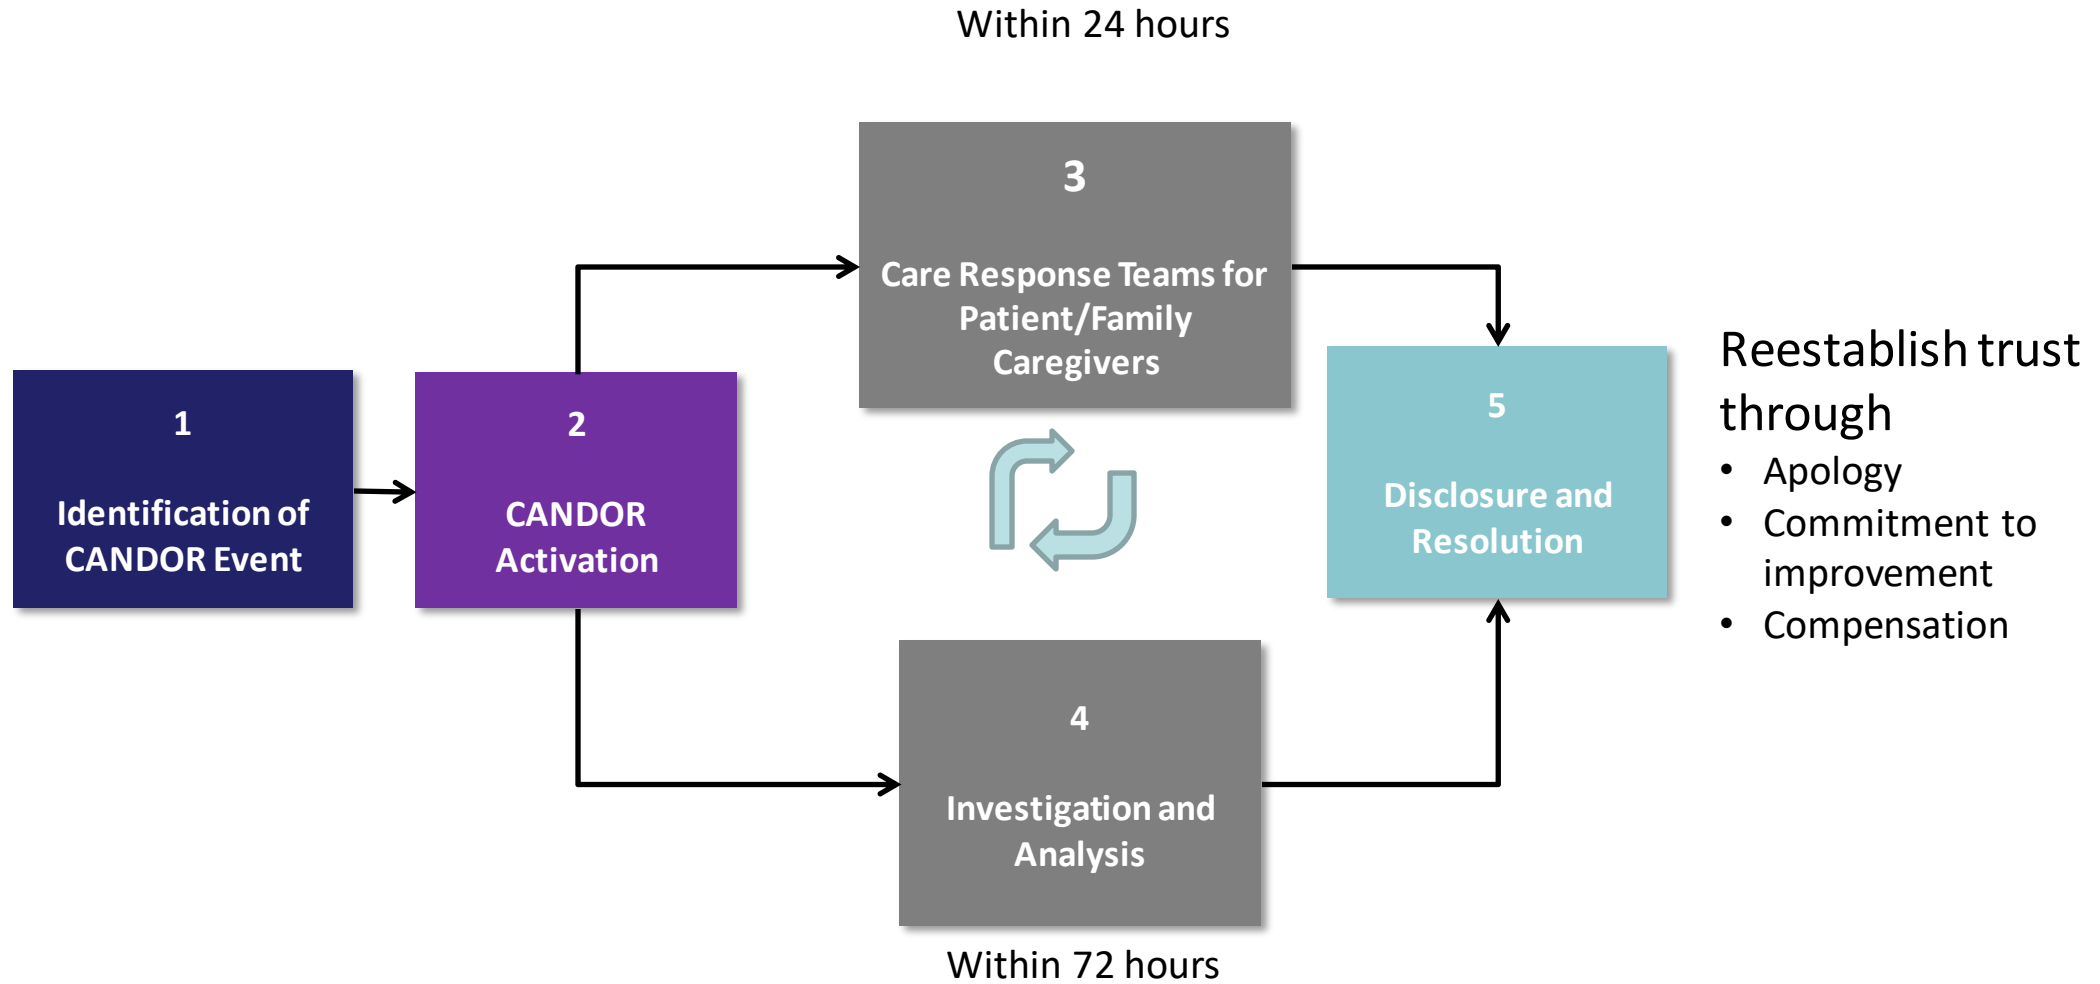 Within 24 hours
1
Identification of
CANDOR Event
2
CANDOR
Activation
3
Care Response Teams for
Patient/Family
Caregivers
4
Investigation and
Analysis
Within 72 hours
5
Disclosure and
Resolution
Reestablish trust
through
• Apology
• Commitment to
improvement
• Compensation